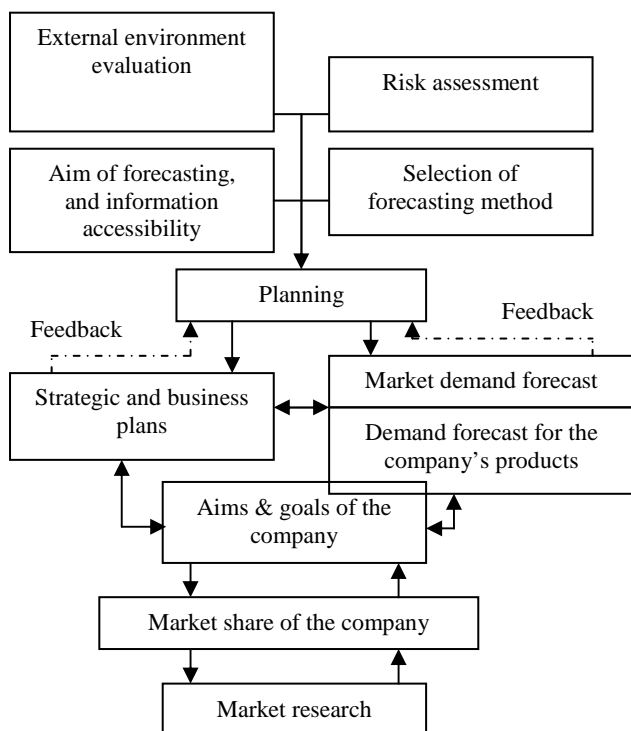 External environment
evaluation
Risk assessment
Aim of forecasting,
and information
accessibility
Selection of
forecasting method
Planning
Feedback
Feedback
Strategic and business
plans
Market demand forecast
Demand forecast for the
company’s products
Aims & goals of the
company
Market share of the company
Market research